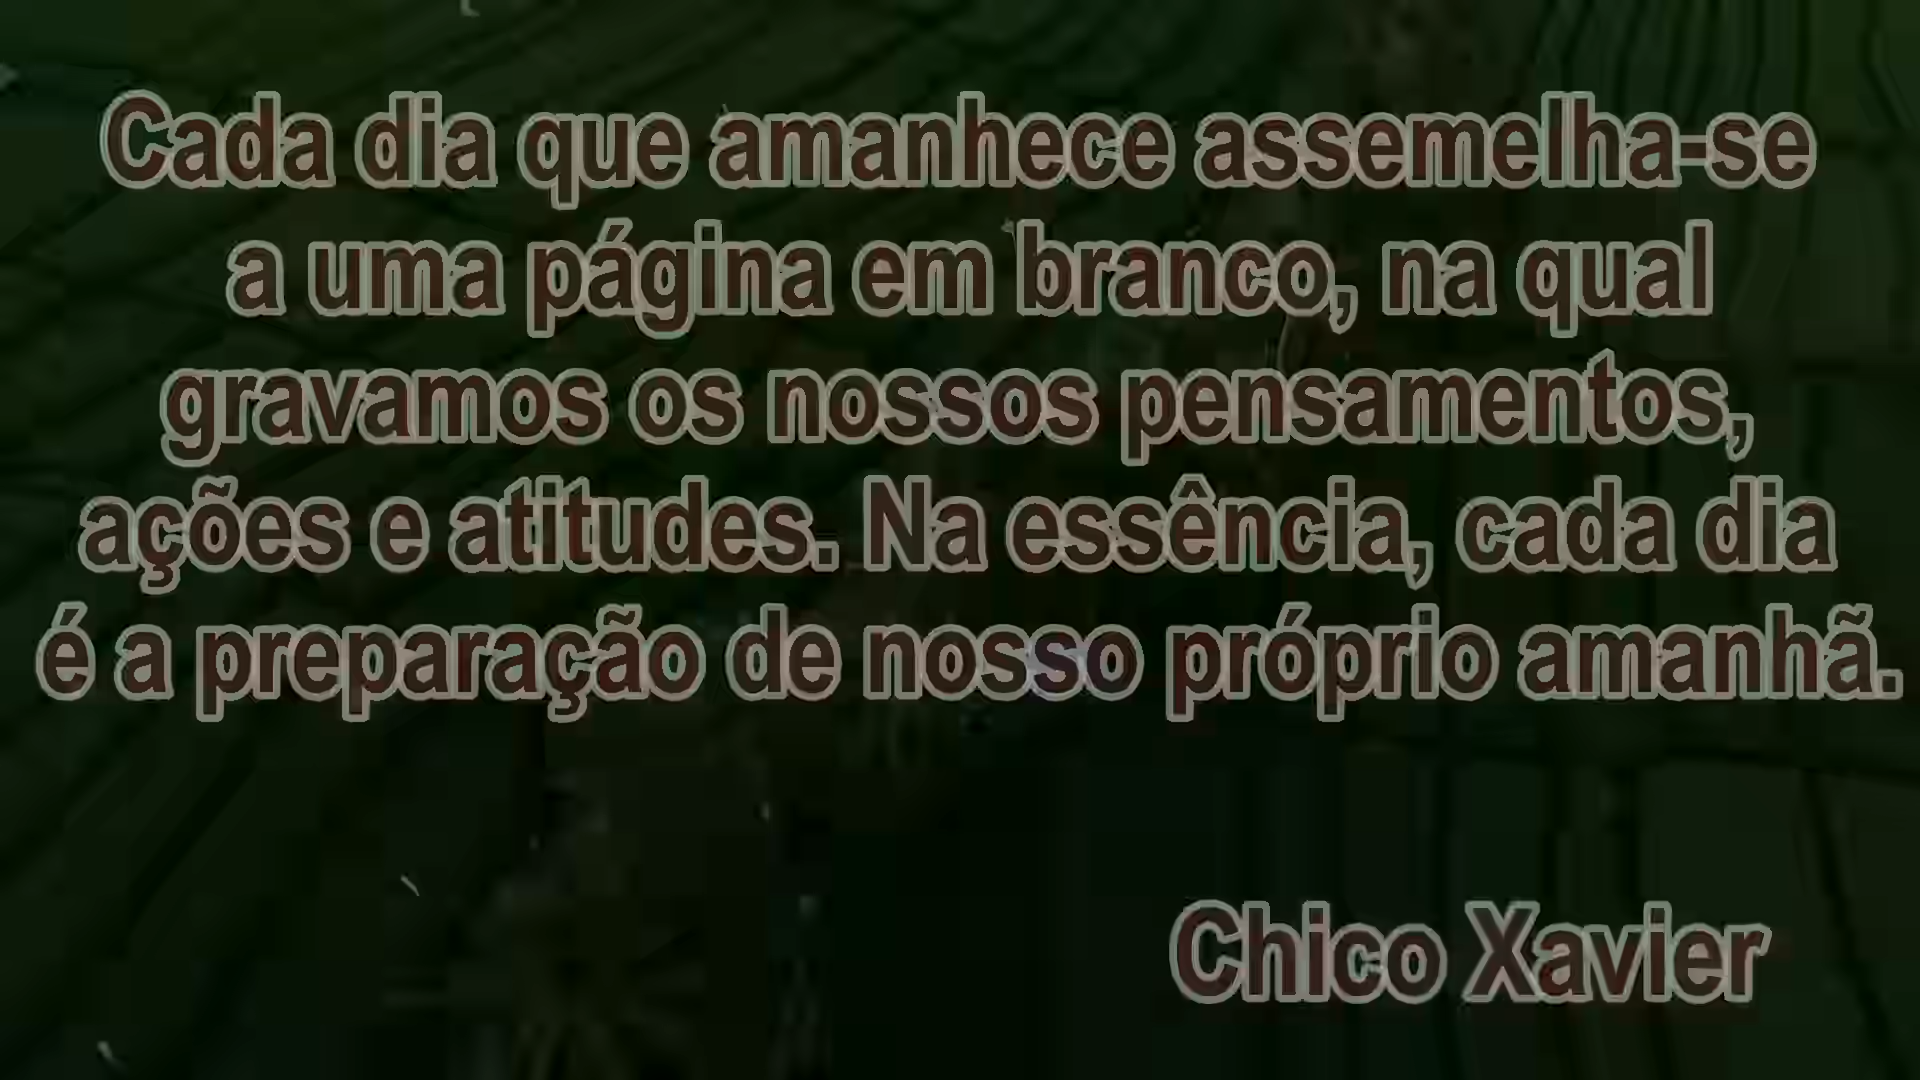 Cada dia que amanhece assemelha-se
a uma página em branco, na qual
gravamos os nossos pensamentos,
ações e atitudes. Na essência, cada dia
é a preparação de nosso próprio amanhã.
Chico Xavier